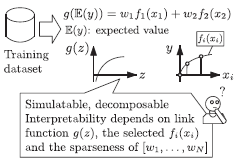 g(𝔼(y)) = w₁f₁(x₁) + w₂f₂(x₂)
𝔼(y): expected value
Training
dataset
g(z)
z
y
fᵢ(xᵢ)
xᵢ
?
Simulatable, decomposable
Interpretability depends on link
function g(z), the selected fᵢ(xᵢ)
and the sparseness of [w₁, . . . , w_N]